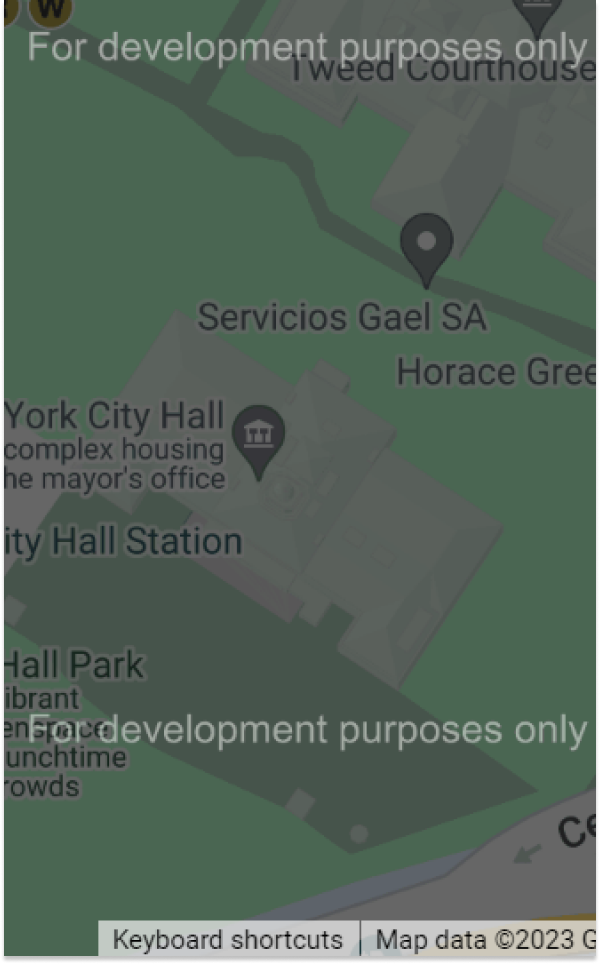 W
For development purposes only
Tweed Courthouse
Servicios Gael SA
Horace Gree
York City Hall
complex housing
he mayor's office
ity Hall Station
Hall Park
ibrant
enspace
For development purposes only
unchtime
rowds
Ce
Keyboard shortcuts
Map data ©2023 G